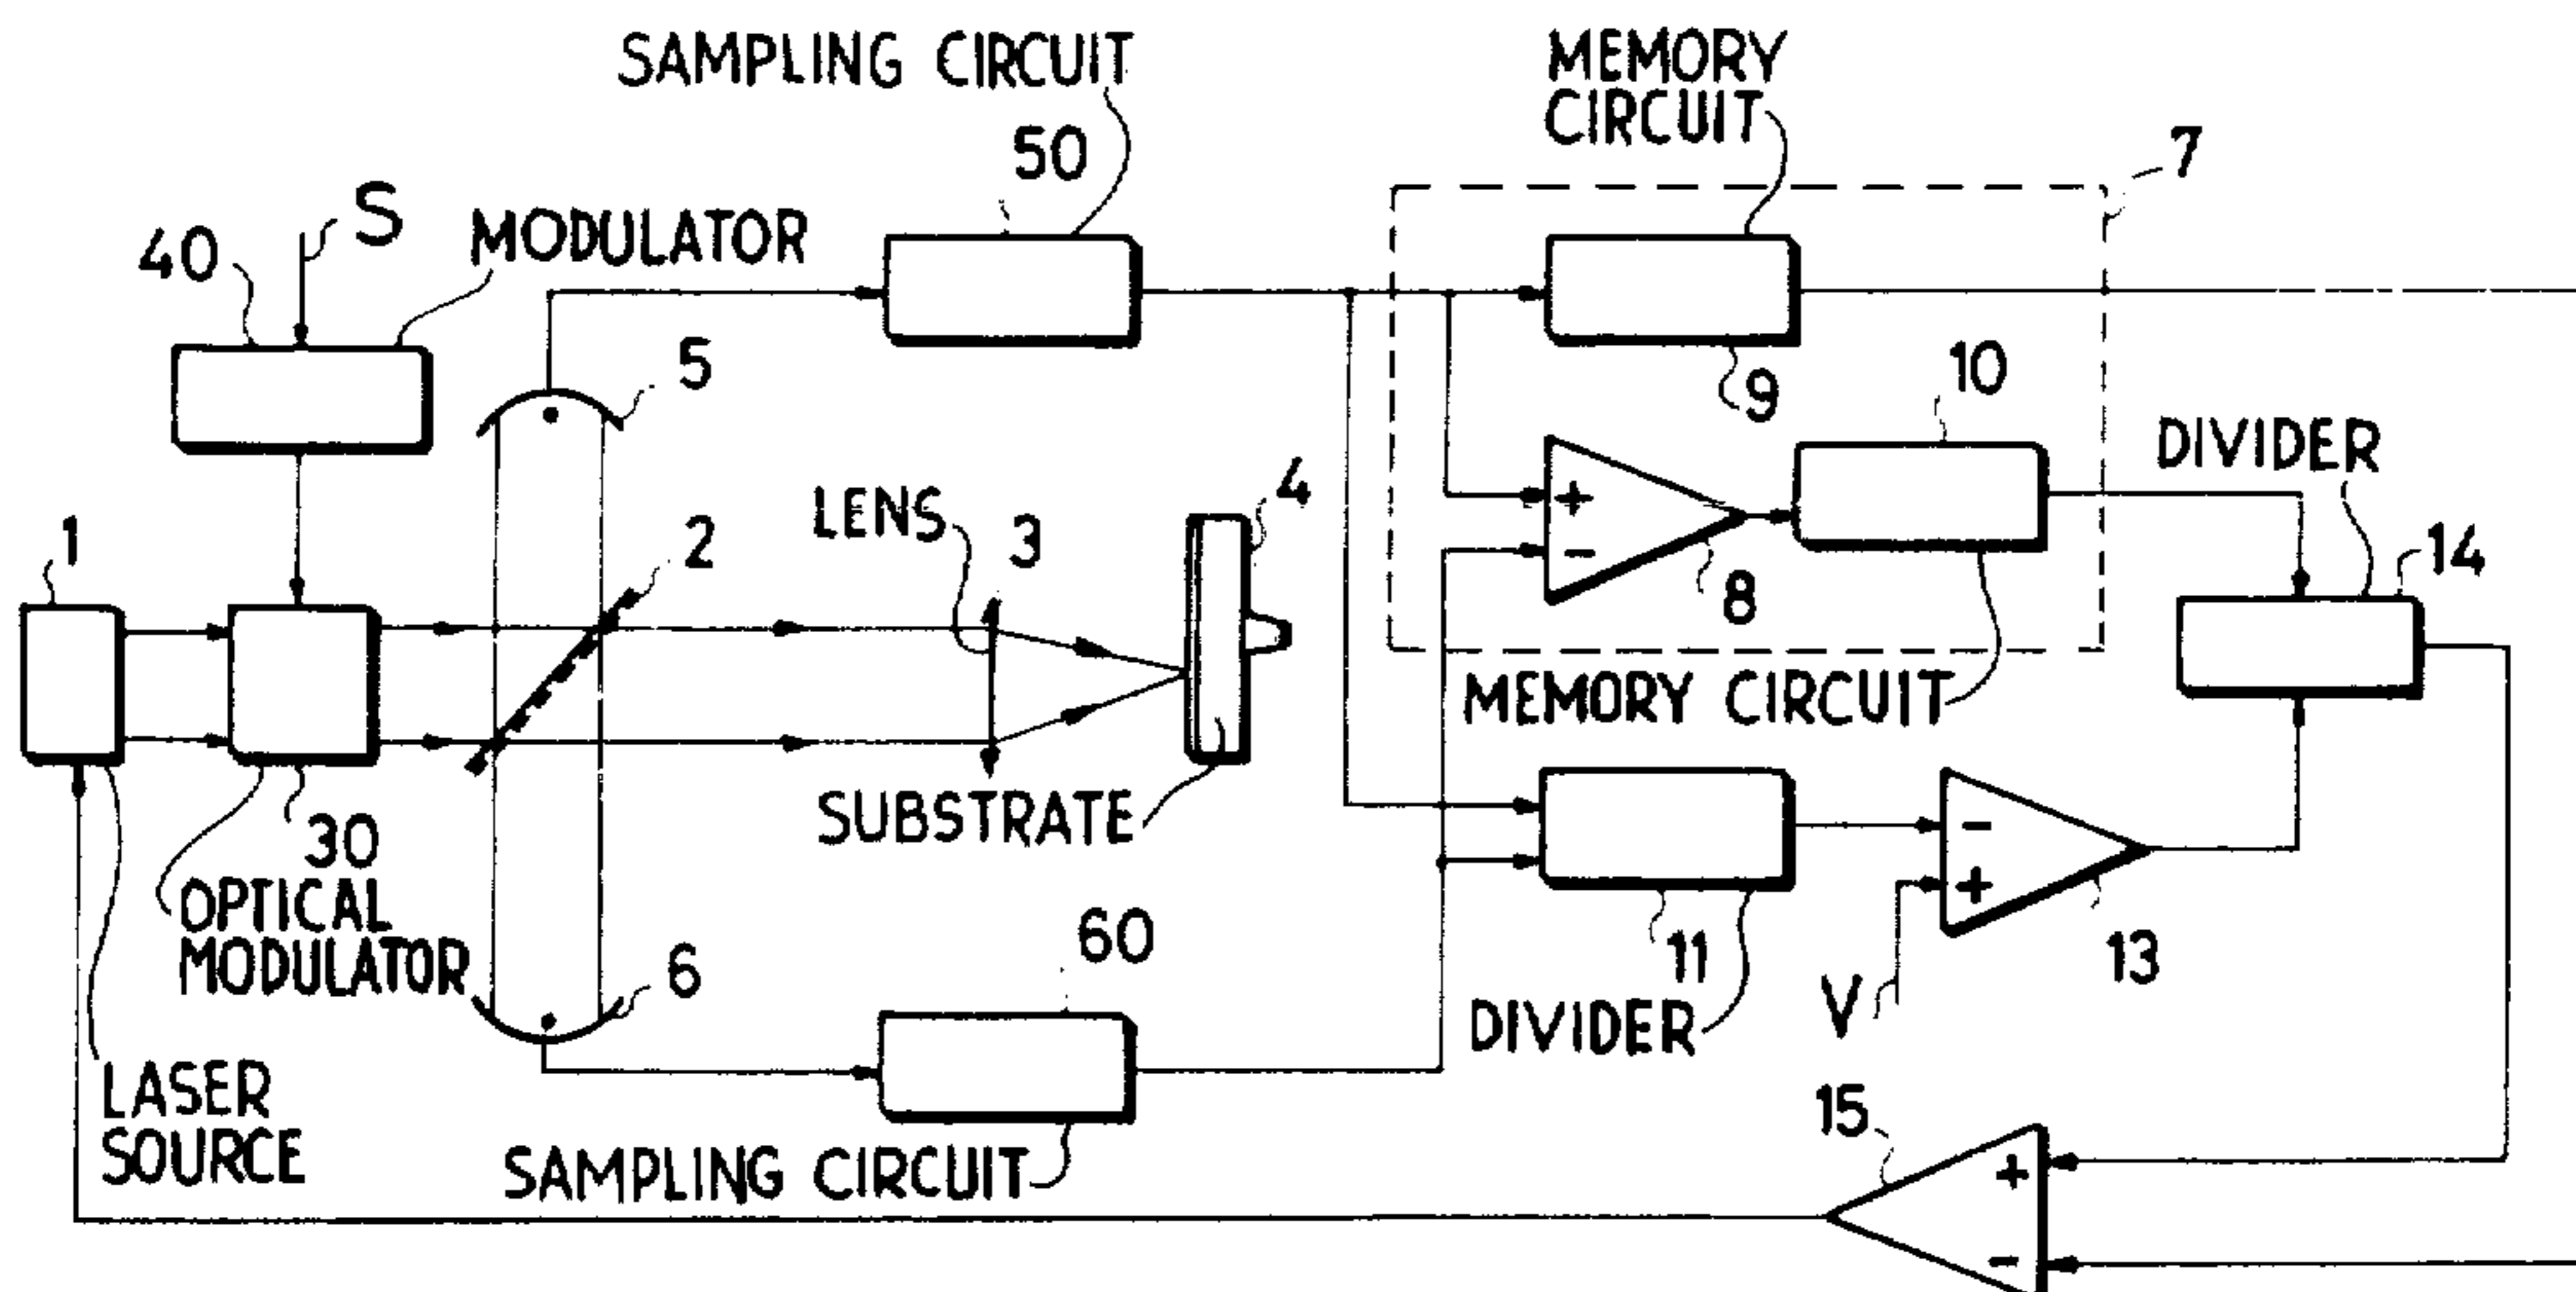 SAMPLING CIRCUIT
MEMORY
CIRCUIT
50
7
S
40
MODULATOR
5
9
10
DIVIDER
1
2
LENS
3
4
+
-
8
14
MEMORY CIRCUIT
30
OPTICAL
MODULATOR
SUBSTRATE
60
6
11
DIVIDER
-
+
13
V
LASER
SOURCE
SAMPLING CIRCUIT
15
+
-